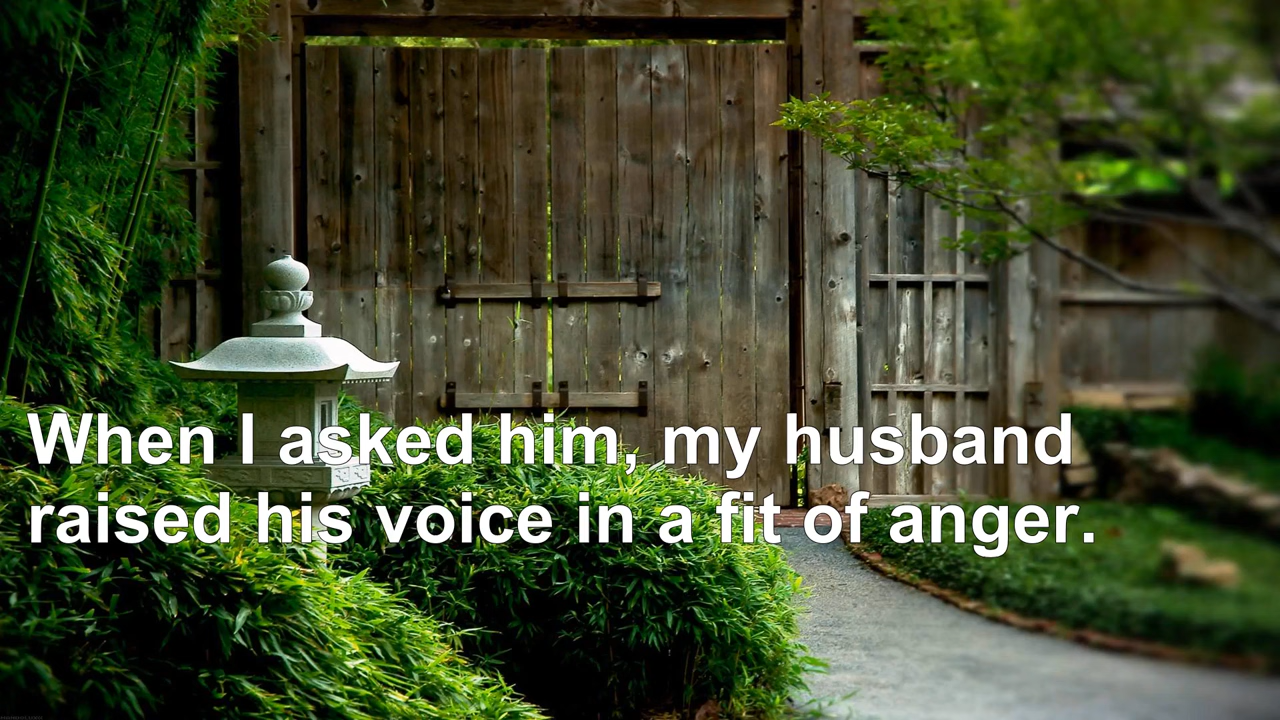 When I asked him, my husband
raised his voice in a fit of anger.